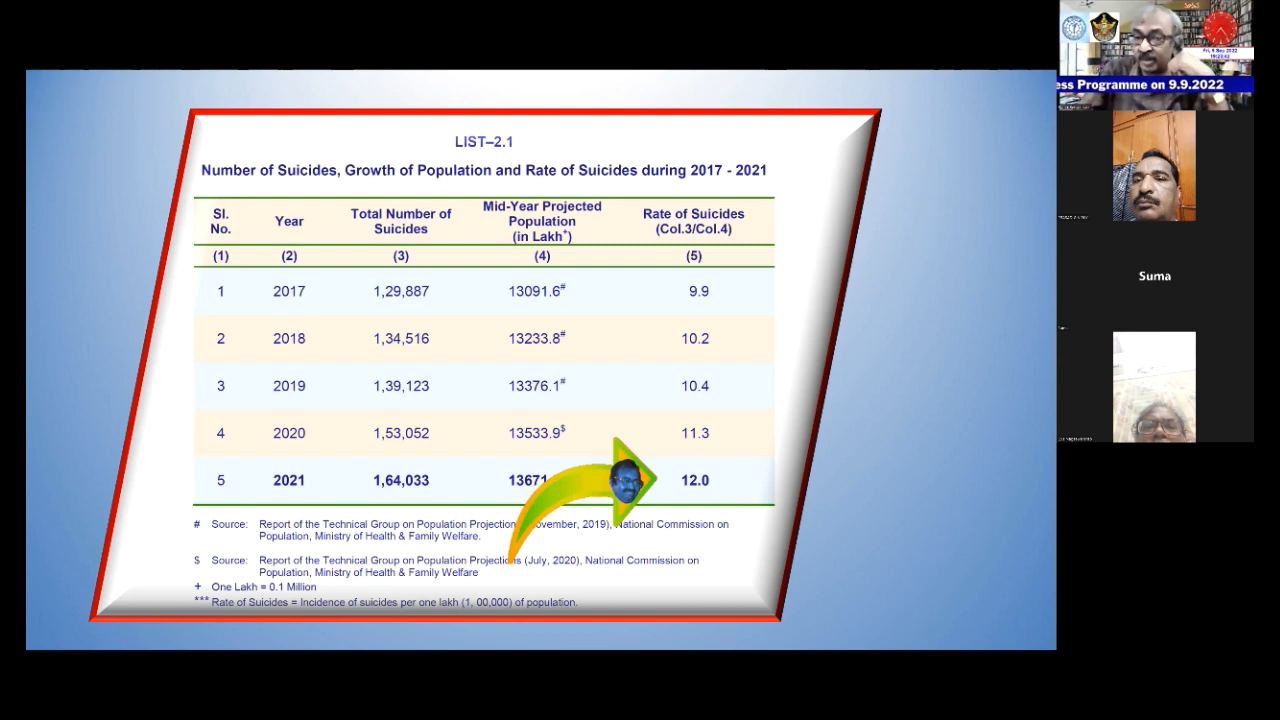 LIST–2.1
Number of Suicides, Growth of Population and Rate of Suicides during 2017 - 2021
Sl. No. Year Total Number of Suicides Mid-Year Projected Population (in Lakh+) Rate of Suicides (Col.3/Col.4)
(1) (2) (3) (4) (5)
1 2017 1,29,887 13091.6# 9.9
2 2018 1,34,516 13233.8# 10.2
3 2019 1,39,123 13376.1# 10.4
4 2020 1,53,052 13533.9$ 11.3
5 2021 1,64,033 13671 12.0
# Source: Report of the Technical Group on Population Projection ovember, 2019), National Commission on
Population, Ministry of Health & Family Welfare.
$ Source: Report of the Technical Group on Population Projections (July, 2020), National Commission on
Population, Ministry of Health & Family Welfare
+ One Lakh = 0.1 Million
*** Rate of Suicides = Incidence of suicides per one lakh (1, 00,000) of population.
Fri, 9 Sep 2022
ess Programme on 9.9.2022
Suma